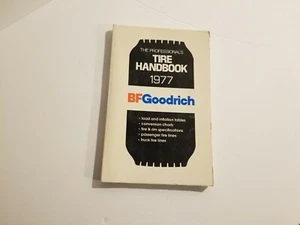 THE PROFESSIONALS
TIRE
HANDBOOK
1977
BFGoodrich
• load and inflation tables
• conversion charts
• tire & rim specifications
• passenger tire lines
• truck tire lines